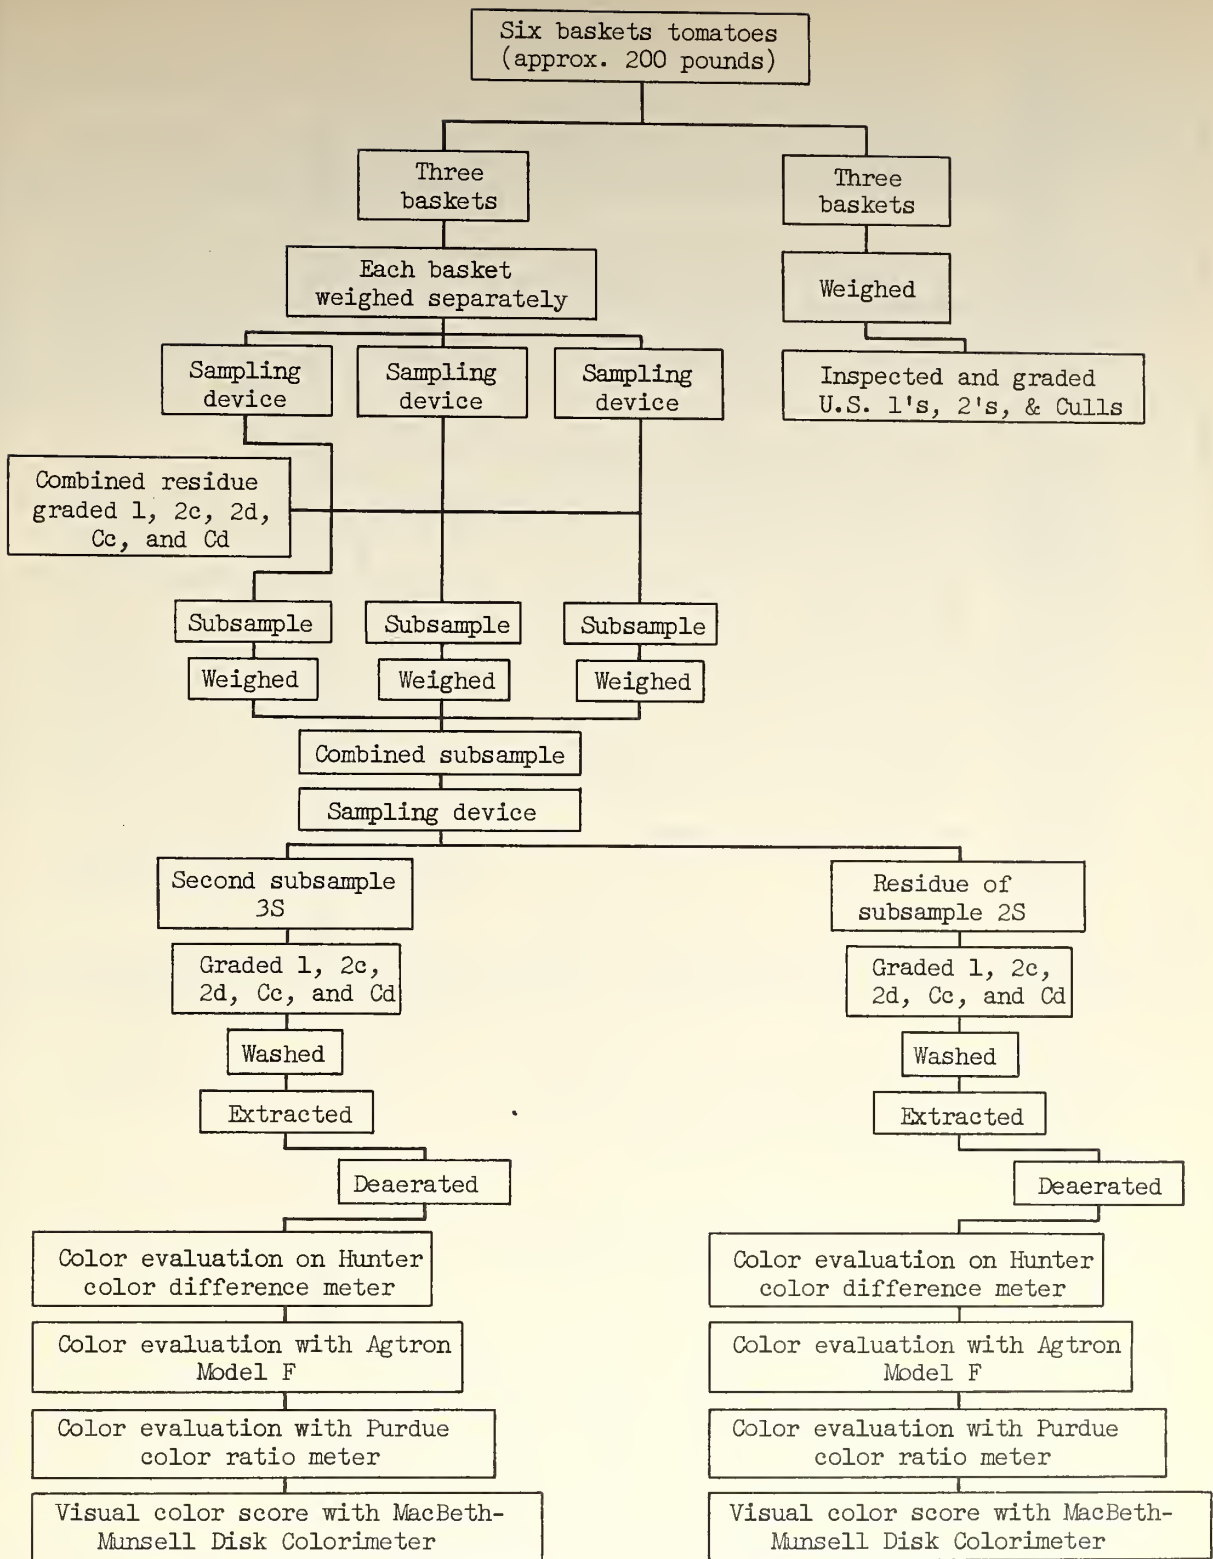 Six baskets tomatoes
(approx. 200 pounds)
Three
baskets
Three
baskets
Each basket
weighed separately
Weighed
Sampling
device
Sampling
device
Sampling
device
Inspected and graded
U.S. 1's, 2's, & Culls
Combined residue
graded 1, 2c, 2d,
Cc, and Cd
Subsample
Subsample
Subsample
Weighed
Weighed
Weighed
Combined subsample
Sampling device
Second subsample
3S
Residue of
subsample 2S
Graded 1, 2c,
2d, Cc, and Cd
Graded 1, 2c,
2d, Cc, and Cd
Washed
Washed
Extracted
Extracted
Deaerated
Deaerated
Color evaluation on Hunter
color difference meter
Color evaluation on Hunter
color difference meter
Color evaluation with Agtron
Model F
Color evaluation with Agtron
Model F
Color evaluation with Purdue
color ratio meter
Color evaluation with Purdue
color ratio meter
Visual color score with MacBeth-
Munsell Disk Colorimeter
Visual color score with MacBeth-
Munsell Disk Colorimeter